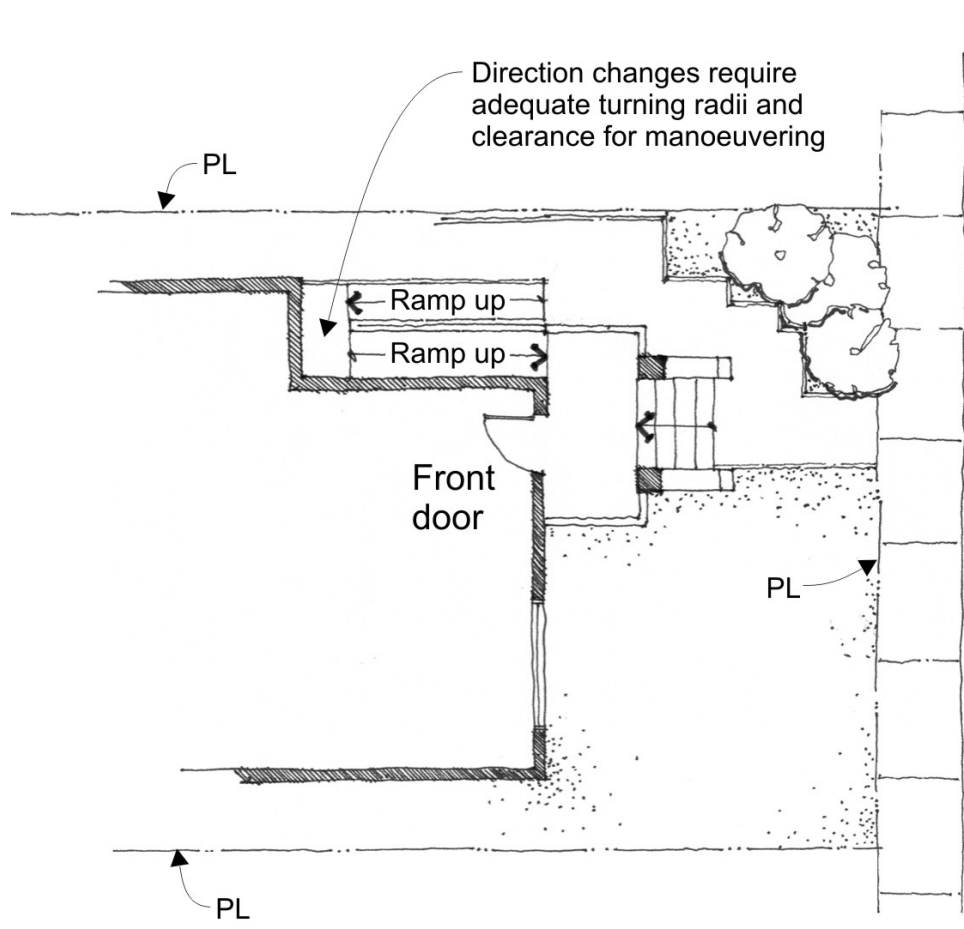 Direction changes require
adequate turning radii and
clearance for manoeuvering
PL
Ramp up
Ramp up
Front
door
PL
PL